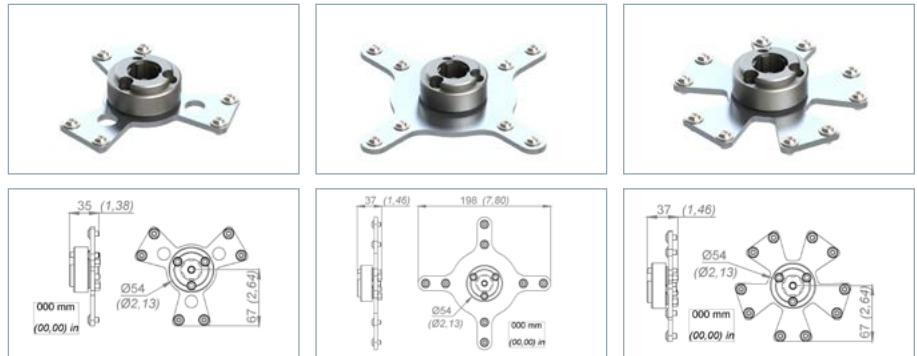 35 (1,38)
Ø54
(Ø2,13)
67 (2,64)
000 mm
(00,00) in
37 (1,46)
198 (7,80)
Ø54
(Ø2,13)
000 mm
(00,00) in
37 (1,46)
Ø54
(Ø2,13)
67 (2,64)
000 mm
(00,00) in